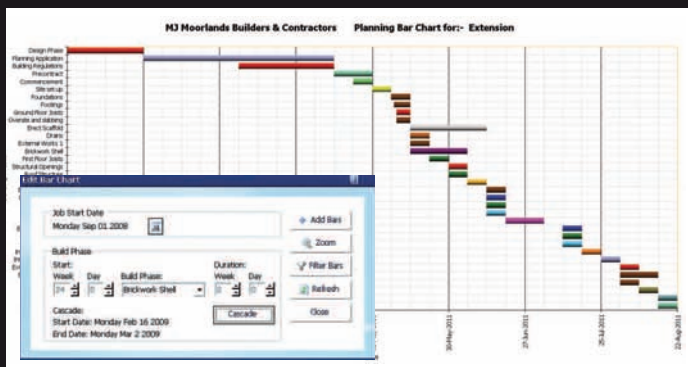 MJ Moorlands Builders & Contractors Planning Bar Chart for:- Extension
Design Phase
Planning Application
Building Regulations
Precontract
Commencement
Site set up
Foundations
Footings
Ground Floor Joists
Oversite and slabbing
Erect Scaffold
Drains
External Works 1
Brickwork Shell
First Floor Joists
Structural Openings
Edit Bar Chart
Job Start Date
Monday Sep 01 2008
Build Phase
Start:
Week Day Build Phase:
24 0 Brickwork Shell
Duration:
Week Day
Cascade:
Start Date: Monday Feb 16 2009
End Date: Monday Mar 2 2009
Cascade
Add Bars
Zoom
Filter Bars
Refresh
Close
27-Jun-2011
25-Jul-2011
22-Aug-2011